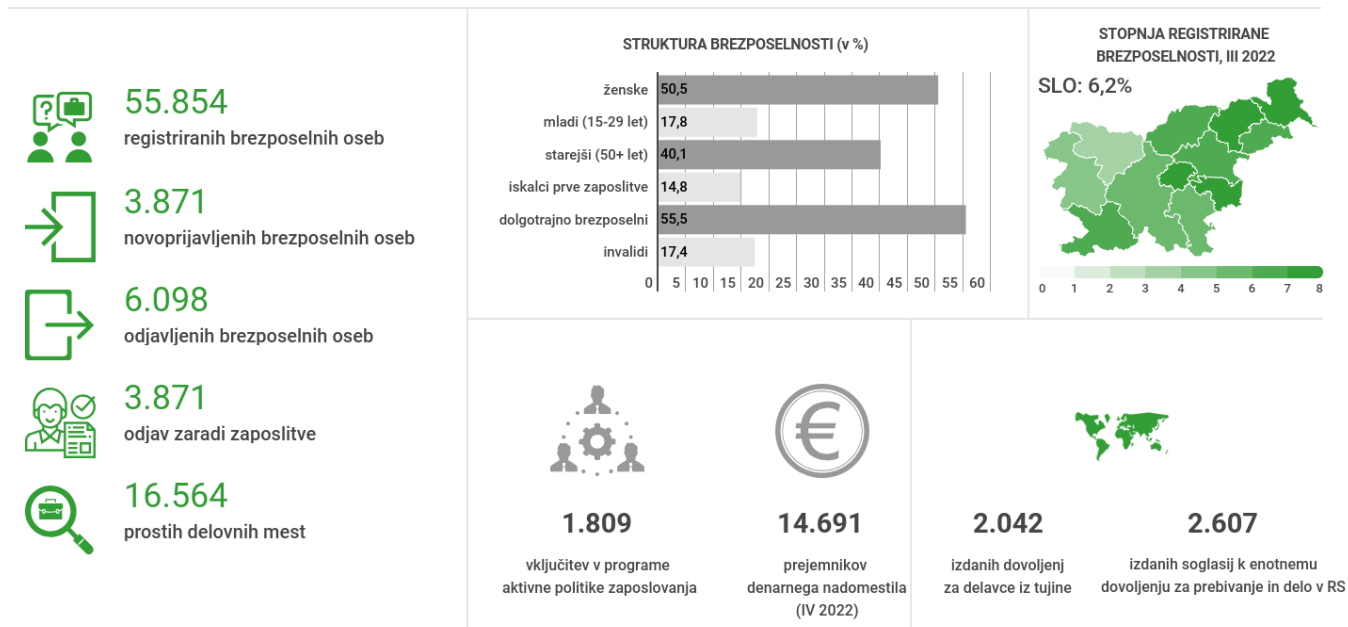 55.854
registriranih brezposelnih oseb
3.871
novoprijavljenih brezposelnih oseb
6.098
odjavljenih brezposelnih oseb
3.871
odjav zaradi zaposlitve
16.564
prostih delovnih mest
STRUKTURA BREZPOSELNOSTI (v %)
ženske 50,5
mladi (15-29 let) 17,8
starejši (50+ let) 40,1
iskalci prve zaposlitve 14,8
dolgotrajno brezposelni 55,5
invalidi 17,4
0 5 10 15 20 25 30 35 40 45 50 55 60
STOPNJA REGISTRIRANE
BREZPOSELNOSTI, III 2022
SLO: 6,2%
0 1 2 3 4 5 6 7 8
?
€
1.809
vključitev v programe
aktivne politike zaposlovanja
14.691
prejemnikov
denarnega nadomestila
(IV 2022)
2.042
izdanih dovoljenj
za delavce iz tujine
2.607
izdanih soglasij k enotnemu
dovoljenju za prebivanje in delo v RS